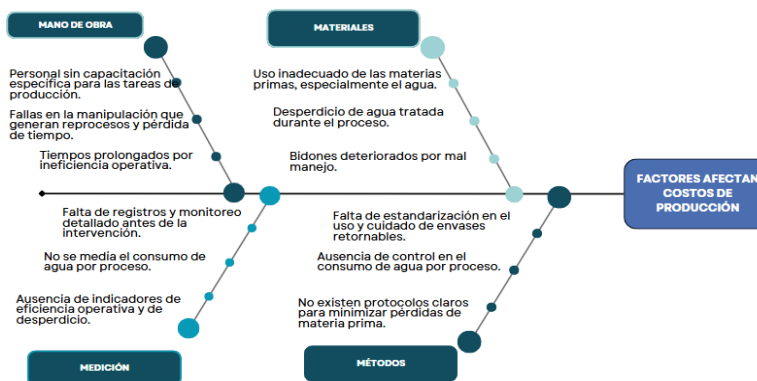 MANO DE OBRA
Personal sin capacitación
específica para las tareas de
producción.
Fallas en la manipulación que
generan reprocesos y pérdida
de tiempo.
Tiempos prolongados por
ineficiencia operativa.
MATERIALES
Uso inadecuado de las materias
primas, especialmente el agua.
Desperdicio de agua tratada
durante el proceso.
Bidones deteriorados por mal
manejo.
FACTORES AFECTAN
COSTOS DE
PRODUCCIÓN
Falta de registros y monitoreo
detallado antes de la
intervención.
No se media el consumo de
agua por proceso.
Ausencia de indicadores de
eficiencia operativa y de
desperdicio.
MEDICIÓN
Falta de estandarización en el
uso y cuidado de envases
retornables.
Ausencia de control en el
consumo de agua por proceso.
No existen protocolos claros
para minimizar pérdidas de
materia prima.
MÉTODOS